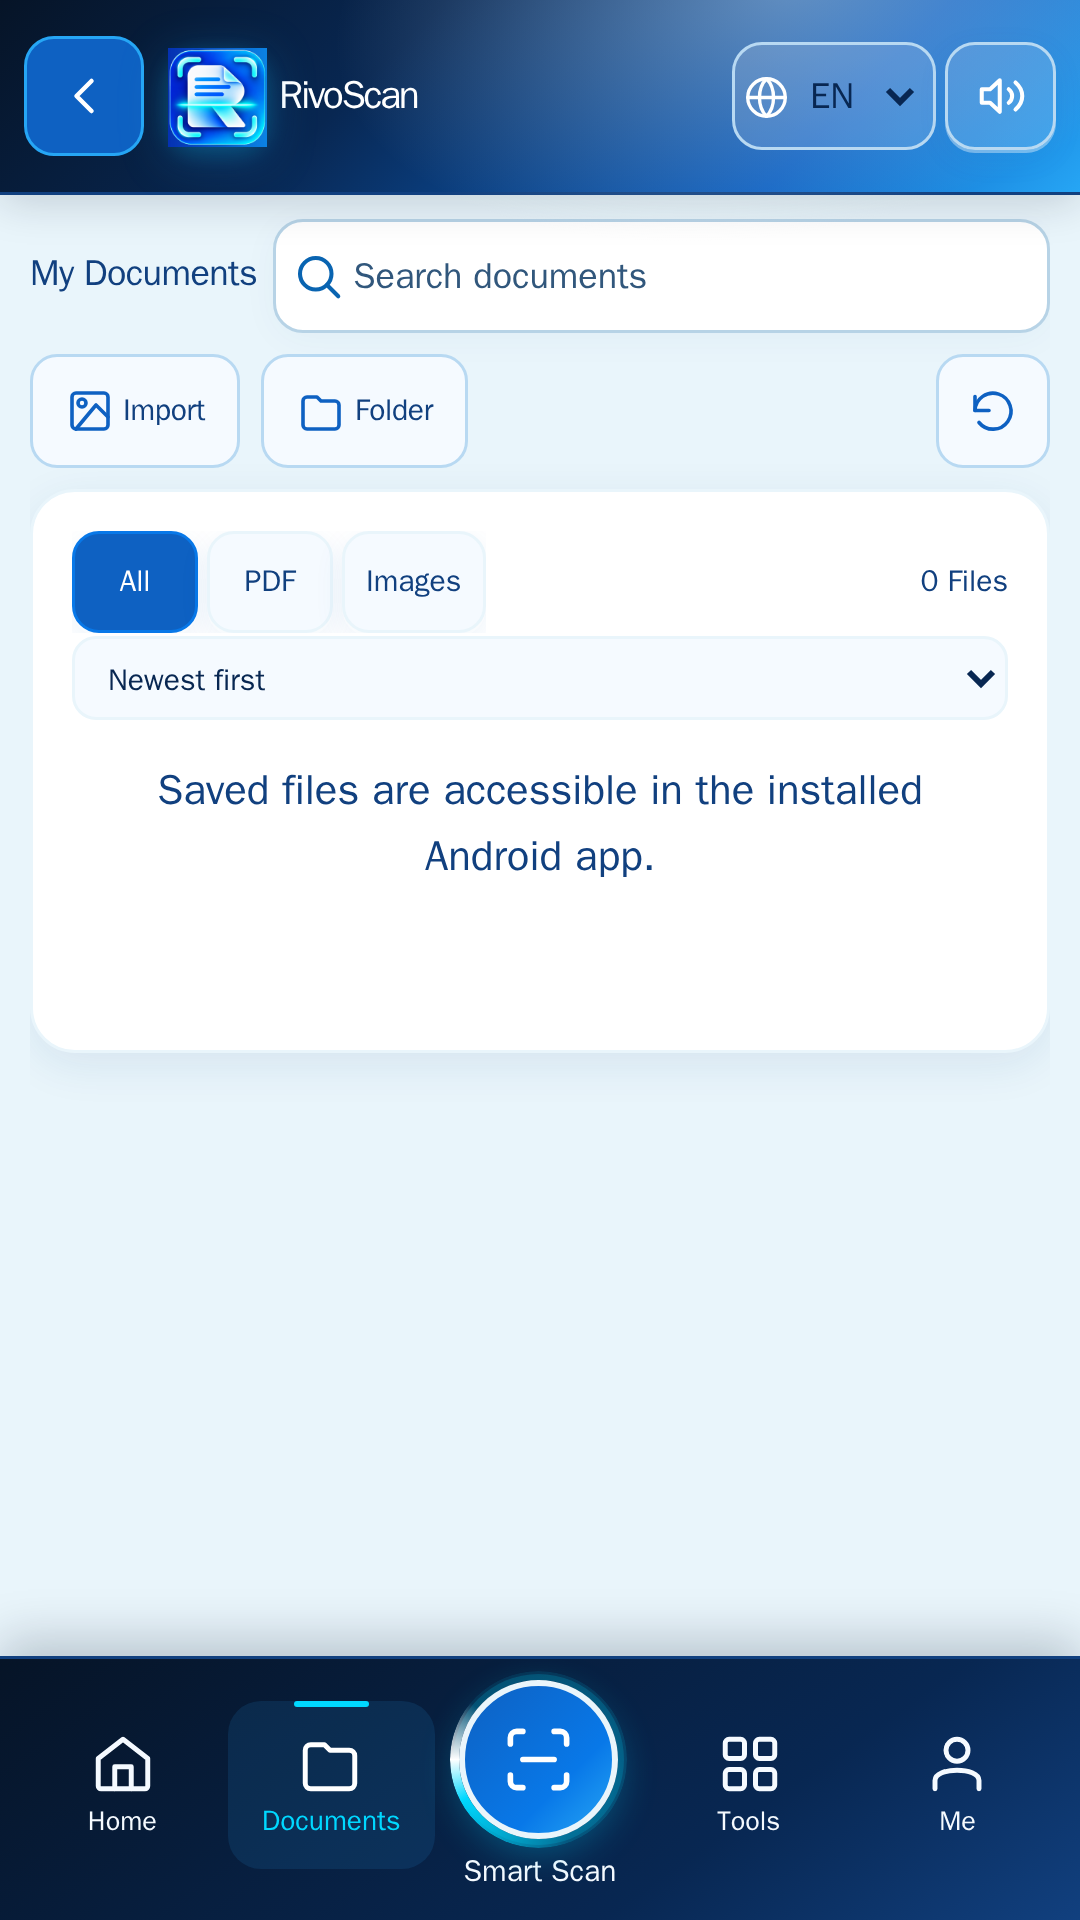 RivoScan
EN
My Documents
Search documents
Import
Folder
All
PDF
Images
0 Files
Newest first
Saved files are accessible in the installed
Android app.
Home
Documents
Smart Scan
Tools
Me